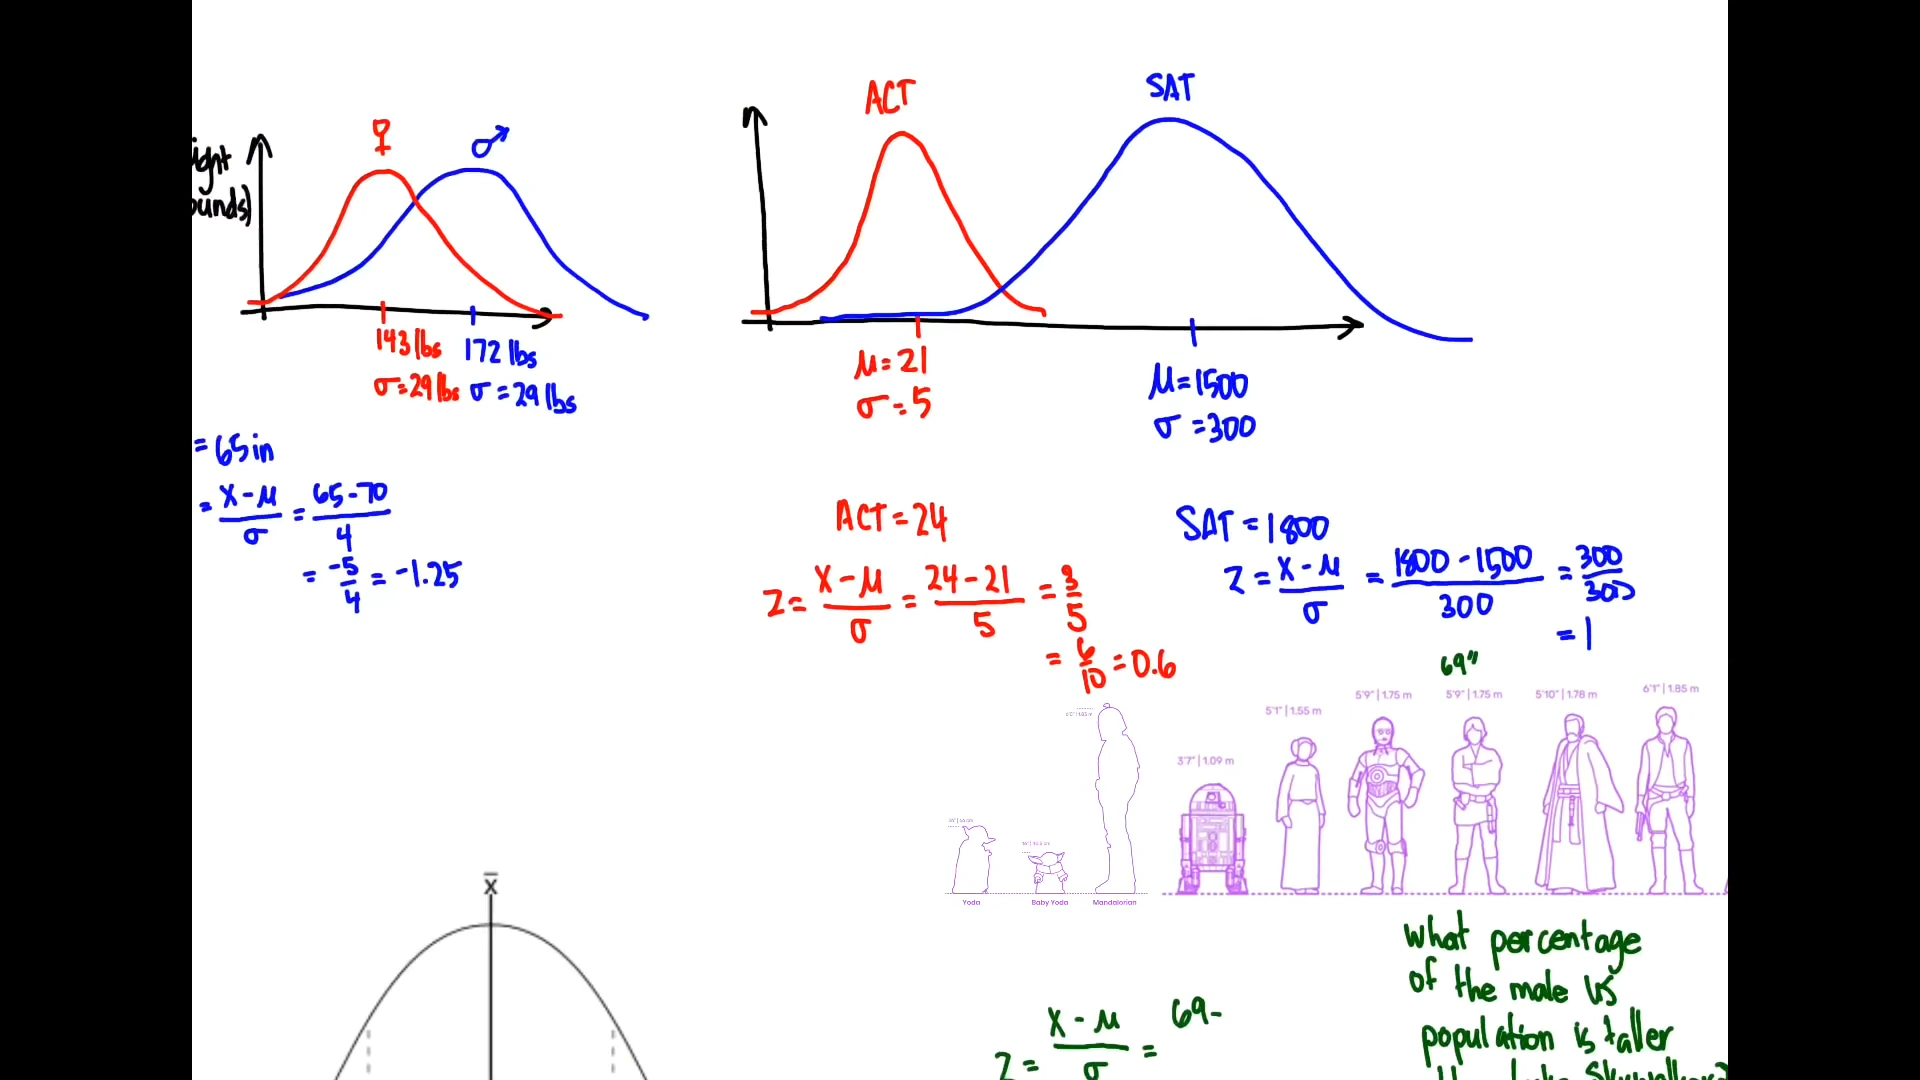 ACT
SAT
♀
♂
ounds)
143 lbs
172 lbs
σ=29 lbs
σ = 29 lbs
μ=21
σ=5
μ=1500
σ=300
= 65in
= x-μ/σ = 65-70/4
= -5/4 = -1.25
ACT = 24
z = x-μ/σ = 24-21/5 = 3/5
= 6/10 = 0.6
SAT = 1800
z = x-μ/σ = 1800-1500/300 = 300/300
= 1
69"
3'7" | 1.09 m
5'1" | 1.55 m
5'9" | 1.75 m
5'9" | 1.75 m
5'10" | 1.78 m
6'1" | 1.85 m
Yoda
Baby Yoda
Mandalorian
x̄
z = x-μ/σ = 69-
What percentage
of the male US
population is taller